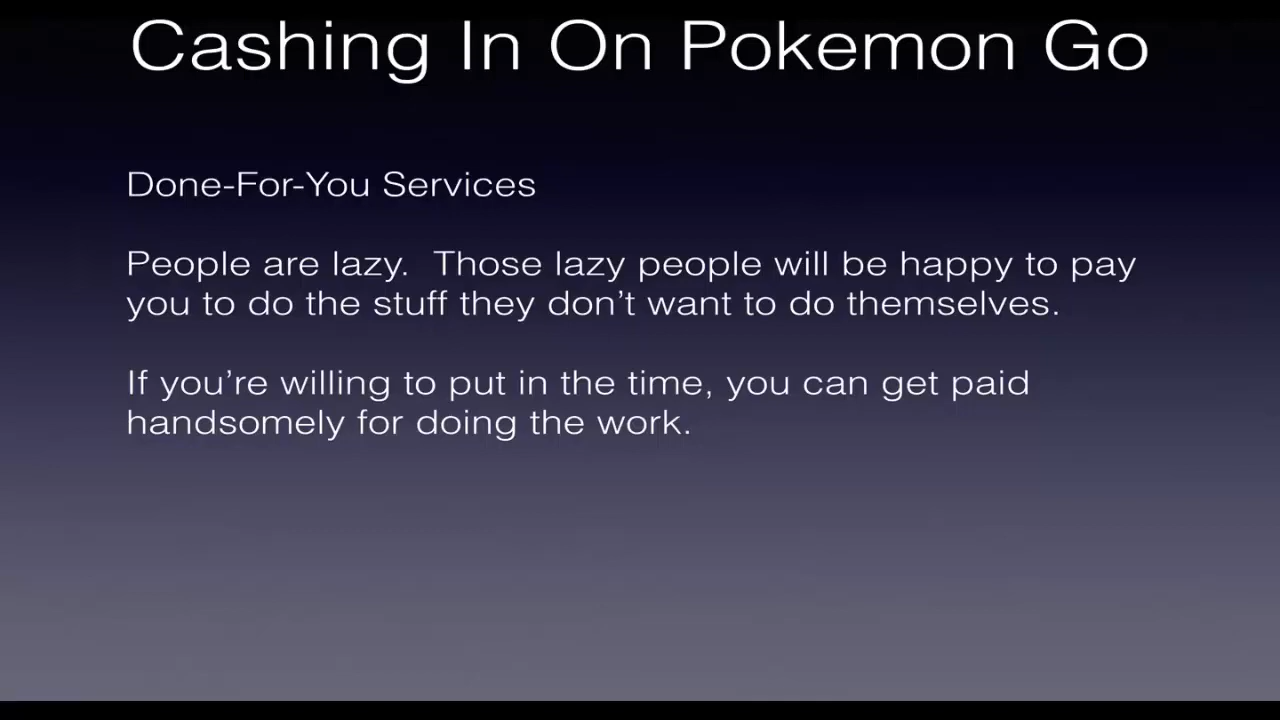 Cashing In On Pokemon Go
Done-For-You Services
People are lazy.  Those lazy people will be happy to pay
you to do the stuff they don’t want to do themselves.
If you’re willing to put in the time, you can get paid
handsomely for doing the work.